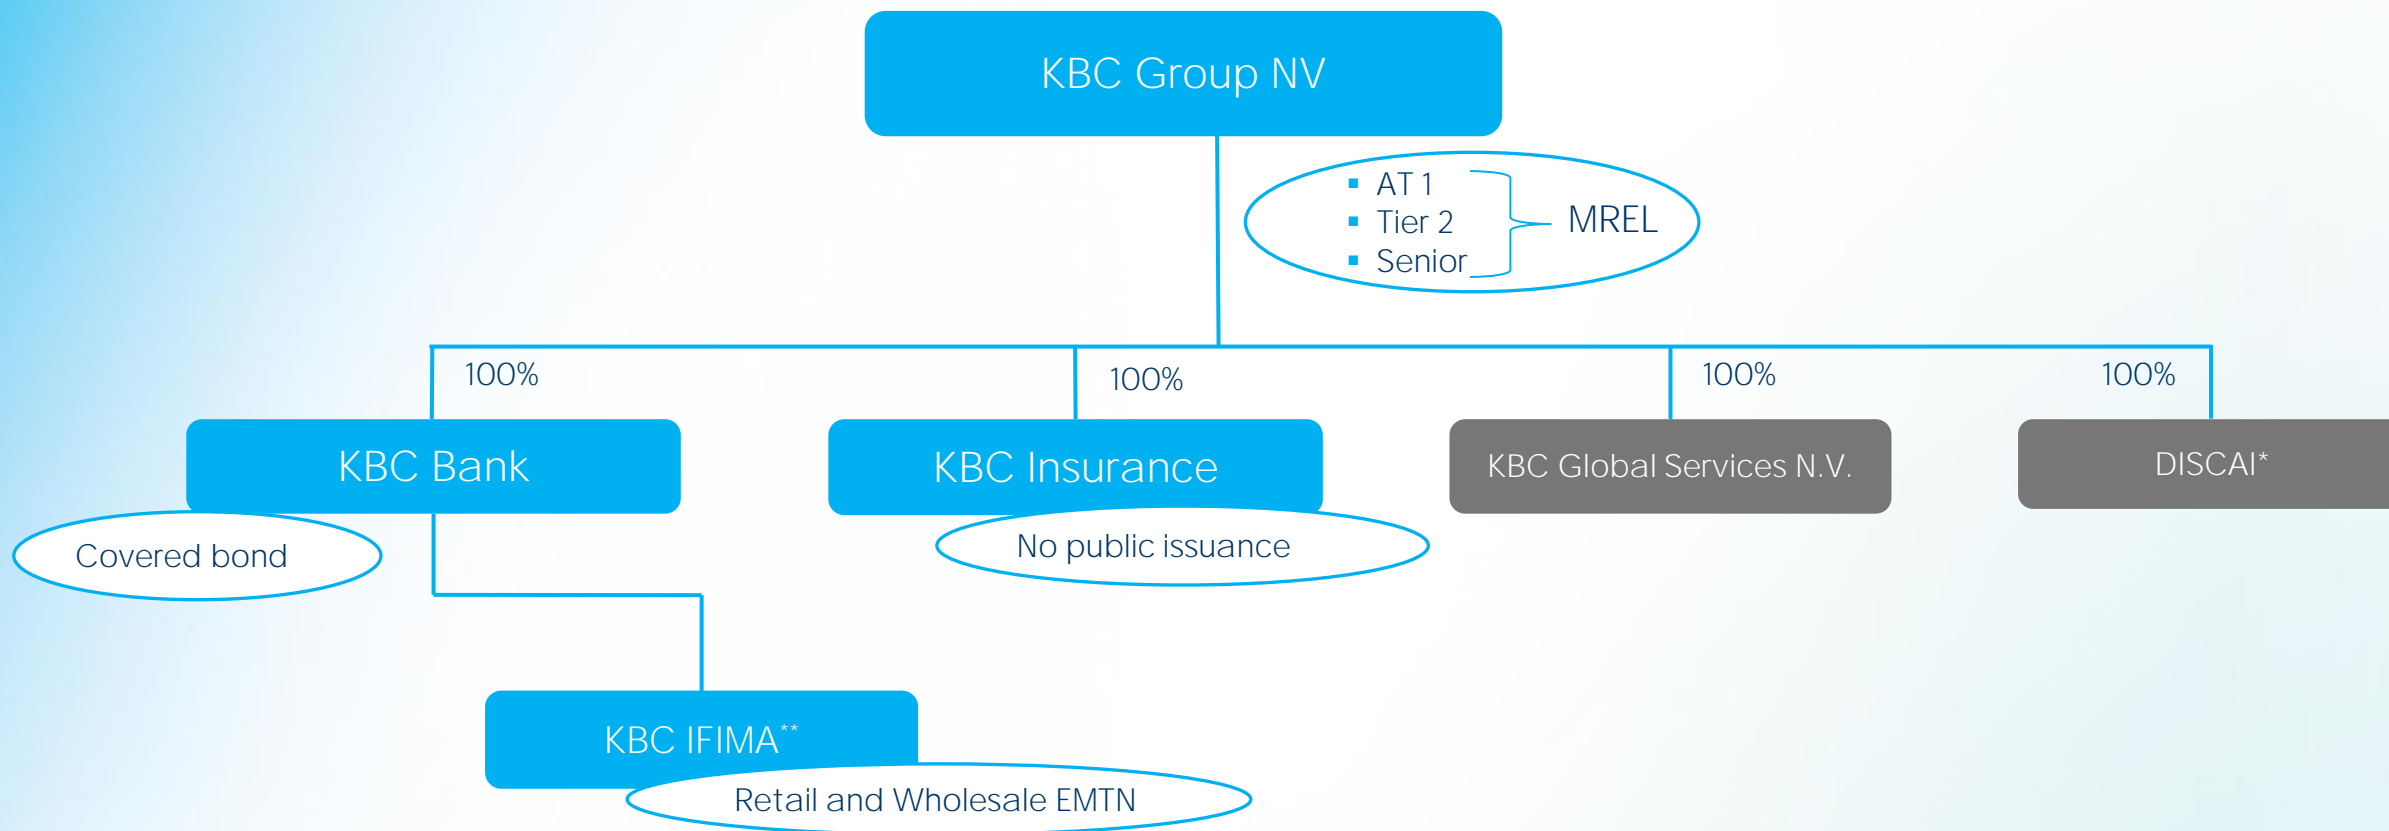 KBC Group NV
▪ AT 1
▪ Tier 2
▪ Senior
MREL
100%
100%
100%
100%
KBC Bank
KBC Insurance
KBC Global Services N.V.
DISCAI*
Covered bond
No public issuance
KBC IFIMA**
Retail and Wholesale EMTN